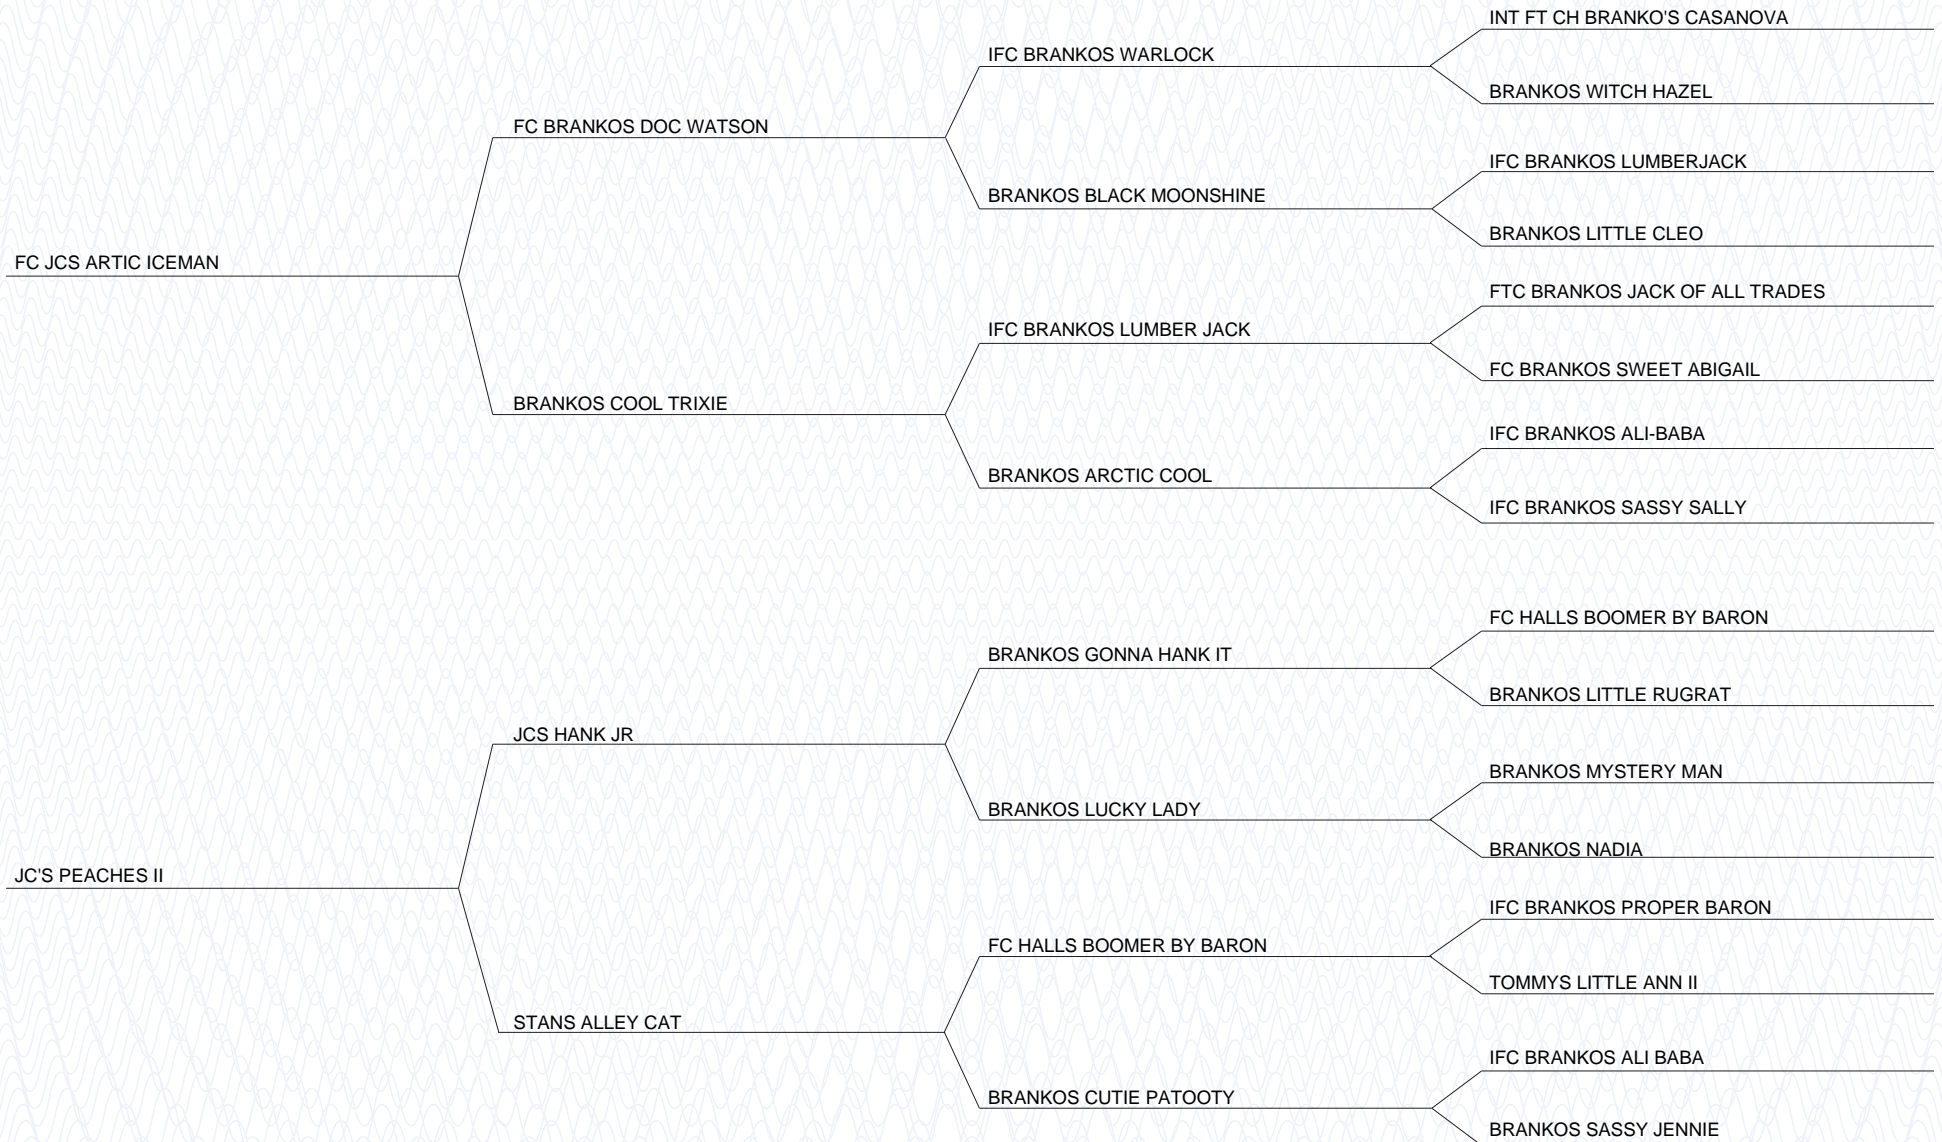 INT FT CH BRANKO'S CASANOVA
IFC BRANKOS WARLOCK
BRANKOS WITCH HAZEL
FC BRANKOS DOC WATSON
IFC BRANKOS LUMBERJACK
BRANKOS BLACK MOONSHINE
BRANKOS LITTLE CLEO
FC JCS ARTIC ICEMAN
FTC BRANKOS JACK OF ALL TRADES
IFC BRANKOS LUMBER JACK
FC BRANKOS SWEET ABIGAIL
BRANKOS COOL TRIXIE
IFC BRANKOS ALI-BABA
BRANKOS ARCTIC COOL
IFC BRANKOS SASSY SALLY
FC HALLS BOOMER BY BARON
BRANKOS GONNA HANK IT
BRANKOS LITTLE RUGRAT
JCS HANK JR
BRANKOS MYSTERY MAN
BRANKOS LUCKY LADY
BRANKOS NADIA
JC'S PEACHES II
IFC BRANKOS PROPER BARON
FC HALLS BOOMER BY BARON
TOMMYS LITTLE ANN II
STANS ALLEY CAT
IFC BRANKOS ALI BABA
BRANKOS CUTIE PATOOTY
BRANKOS SASSY JENNIE